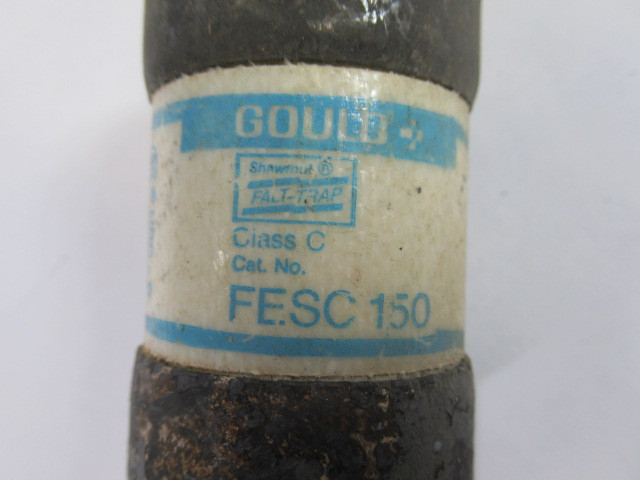 GOULD
Shawmut ®
FALT-TRAP
Class C
Cat. No.
FESC 150